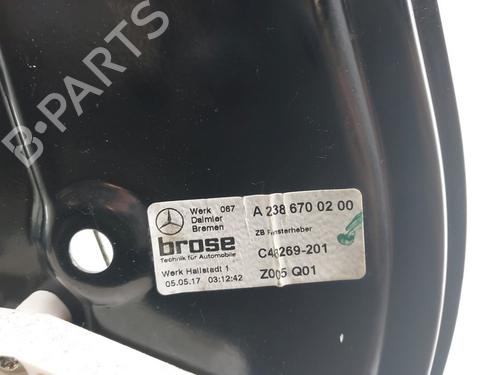 B-PARTS
Werk 067
Daimler
Bremen
A 238 670 02 00
ZB Fensterheber
brose
Technik für Automobile
C46269-201
Werk Hallstadt 1
05.05.17 03:12:42
Z005 Q01